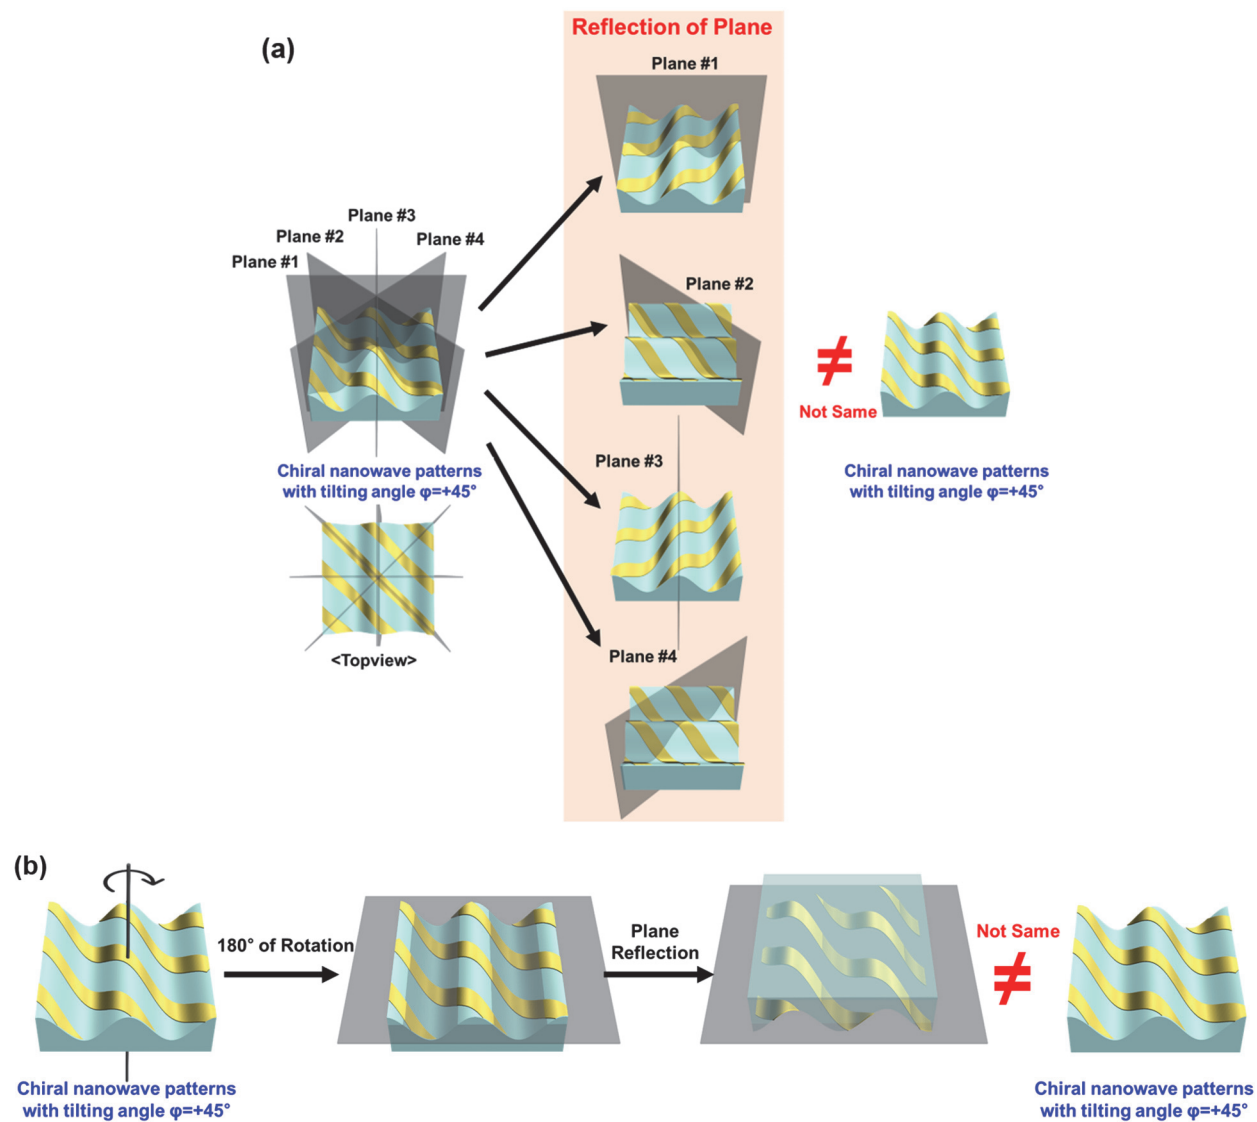 (a)
Reflection of Plane
Plane #1
Plane #3
Plane #2
Plane #4
Plane #1
Plane #2
≠
Not Same
Chiral nanowave patterns
with tilting angle φ=+45°
Plane #3
Chiral nanowave patterns
with tilting angle φ=+45°
<Topview>
Plane #4
(b)
180° of Rotation
Plane
Reflection
Not Same
≠
Chiral nanowave patterns
with tilting angle φ=+45°
Chiral nanowave patterns
with tilting angle φ=+45°